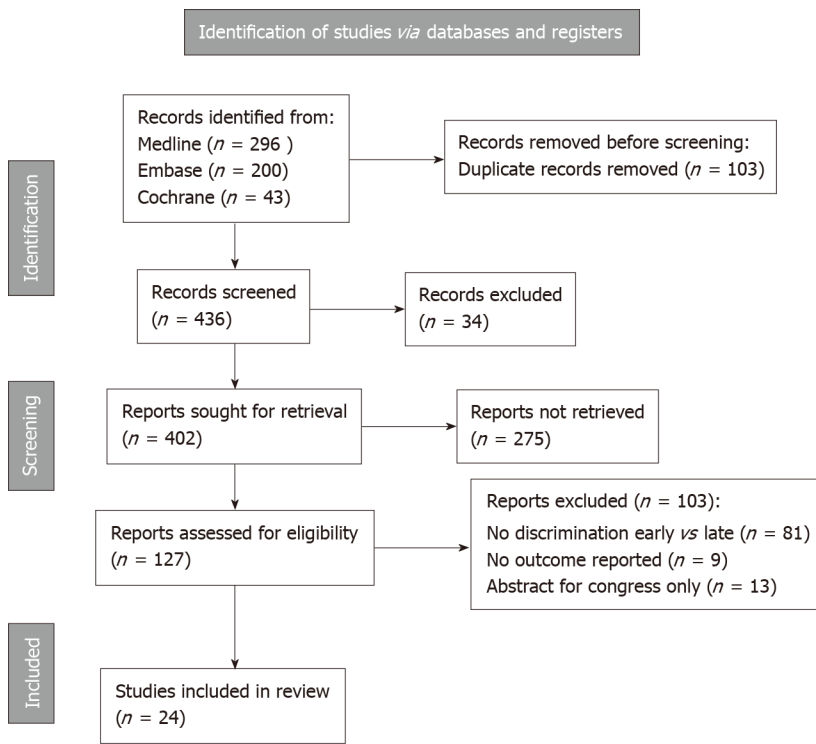 Identification of studies via databases and registers
Identification
Records identified from:
Medline (n = 296 )
Embase (n = 200)
Cochrane (n = 43)
Records removed before screening:
Duplicate records removed (n = 103)
Records screened
(n = 436)
Records excluded
(n = 34)
Screening
Reports sought for retrieval
(n = 402)
Reports not retrieved
(n = 275)
Reports assessed for eligibility
(n = 127)
Reports excluded (n = 103):
No discrimination early vs late (n = 81)
No outcome reported (n = 9)
Abstract for congress only (n = 13)
Included
Studies included in review
(n = 24)